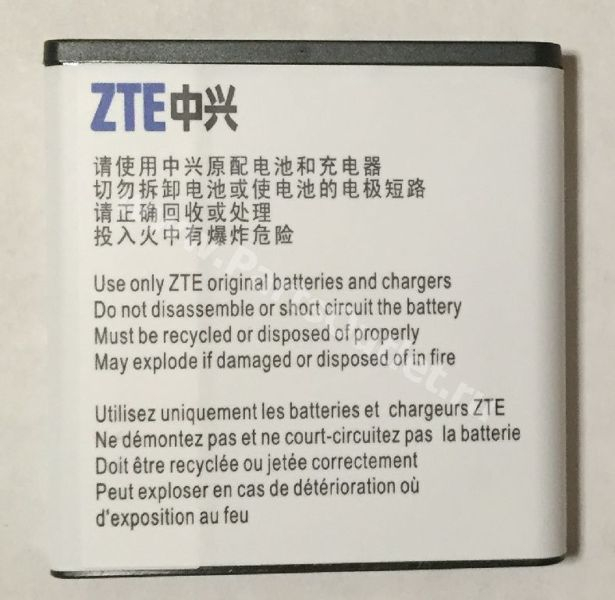 ZTE中兴
请使用中兴原配电池和充电器
切勿拆卸电池或使电池的电极短路
请正确回收或处理
投入火中有爆炸危险
Use only ZTE original batteries and chargers
Do not disassemble or short circuit the battery
Must be recycled or disposed of properly
May explode if damaged or disposed of in fire
Utilisez uniquement les batteries et chargeurs ZTE
Ne démontez pas et ne court-circuitez pas la batterie
Doit être recyclée ou jetée correctement
Peut exploser en cas de détérioration où
d'exposition au feu